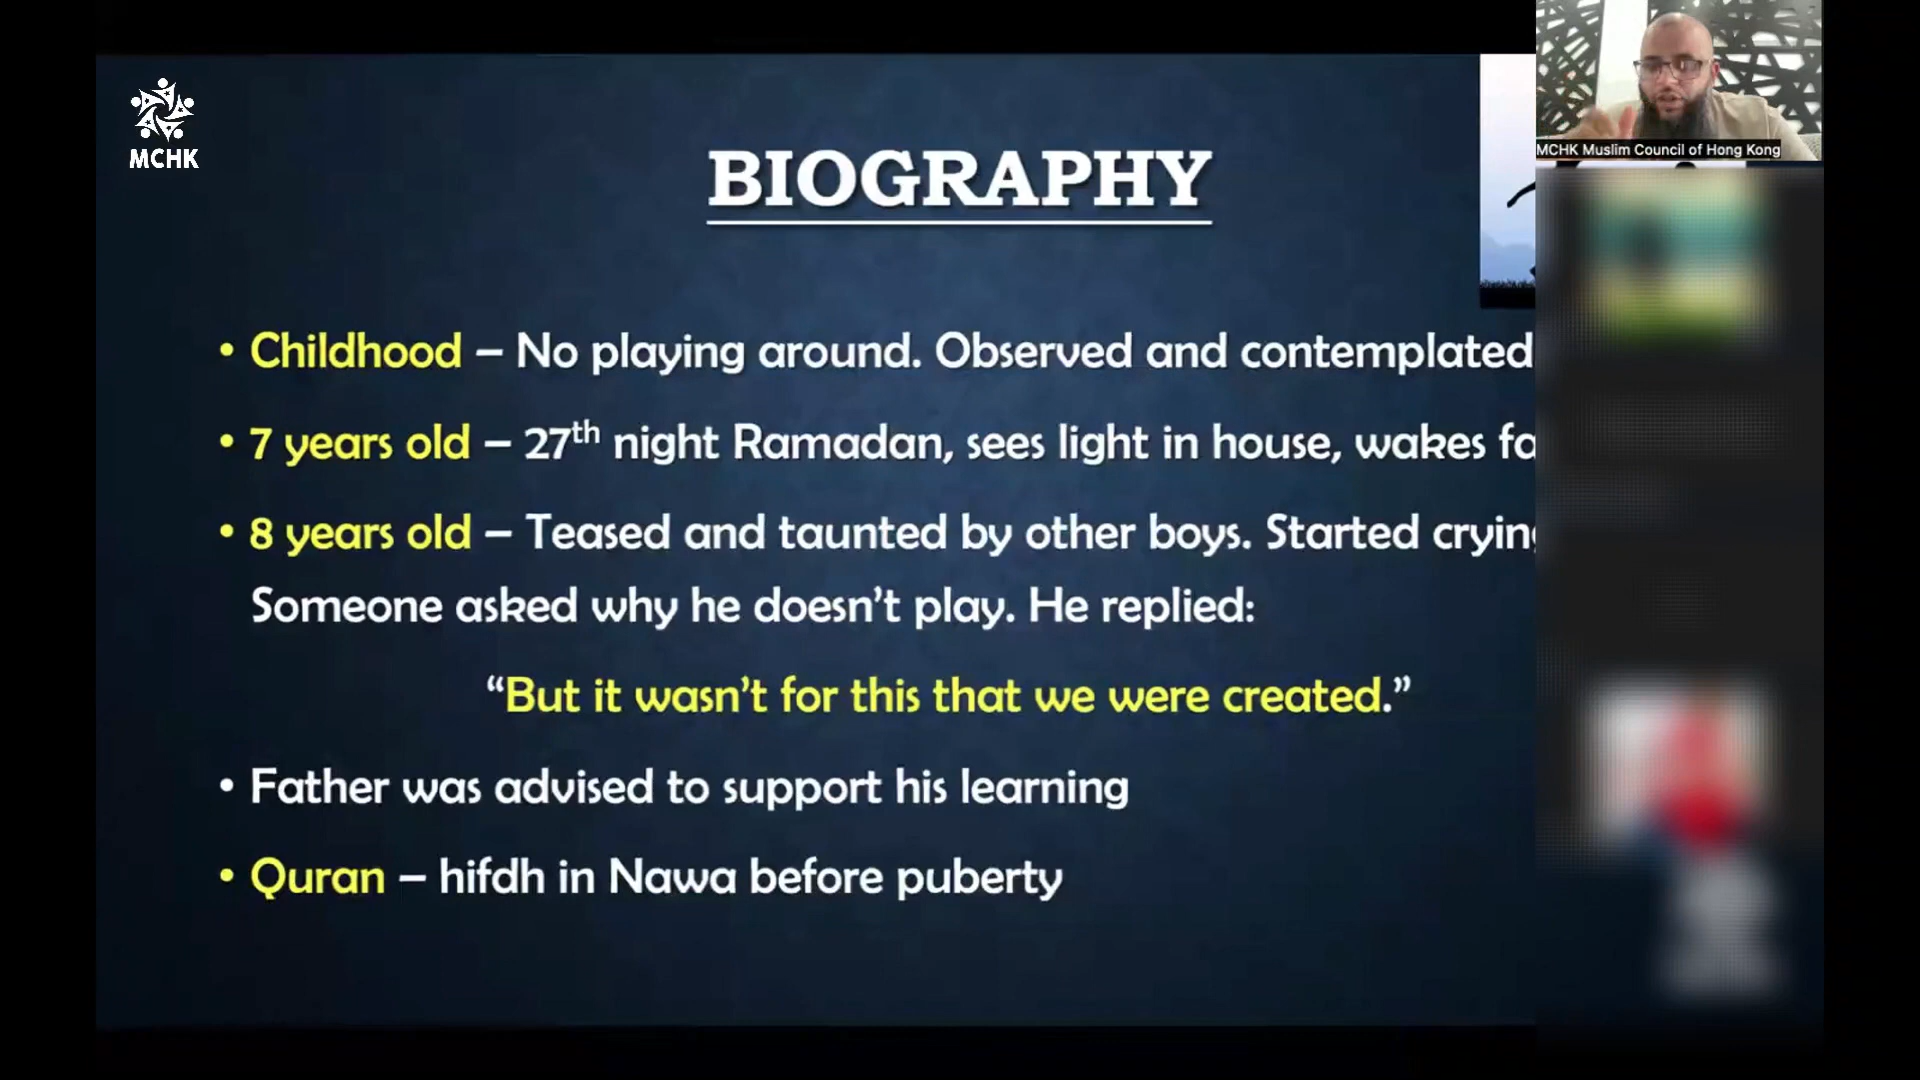 MCHK
BIOGRAPHY
MCHK Muslim Council of Hong Kong
• Childhood – No playing around. Observed and contemplated
• 7 years old – 27th night Ramadan, sees light in house, wakes
• 8 years old – Teased and taunted by other boys. Started
Someone asked why he doesn’t play. He replied:
“But it wasn’t for this that we were created.”
• Father was advised to support his learning
• Quran – hifdh in Nawa before puberty